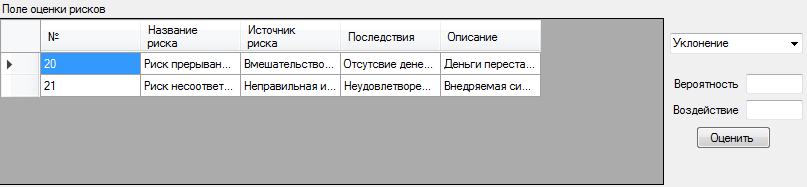 Поле оценки рисков
№ Название риска Источник риска Последствия Описание
20 Риск прерыван... Вмешательство... Отсутсвие дене... Деньги переста...
21 Риск несоответ... Неправильная и... Неудовлетворе... Внедряемая си...
Уклонение
Вероятность
Воздействие
Оценить